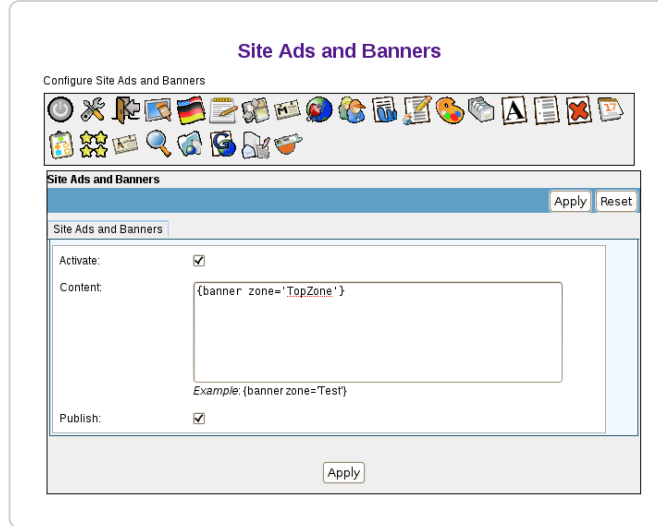 Site Ads and Banners
Configure Site Ads and Banners
Site Ads and Banners
Apply Reset
Site Ads and Banners
Activate:
Content:
{banner zone='TopZone'}
Example: {banner zone='Test'}
Publish:
Apply